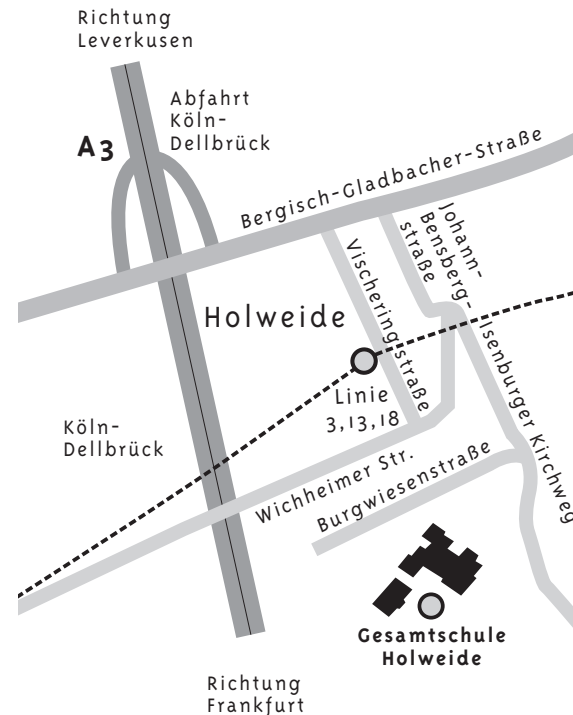 Richtung
Leverkusen
Abfahrt
Köln-
Dellbrück
A3
Bergisch-Gladbacher-Straße
Johann-
Bensberg-
straße
Vischeringstraße
Isenburger Kirchweg
Holweide
Linie
3,13,18
Köln-
Dellbrück
Wichheimer Str.
Burgwiesenstraße
Gesamtschule
Holweide
Richtung
Frankfurt